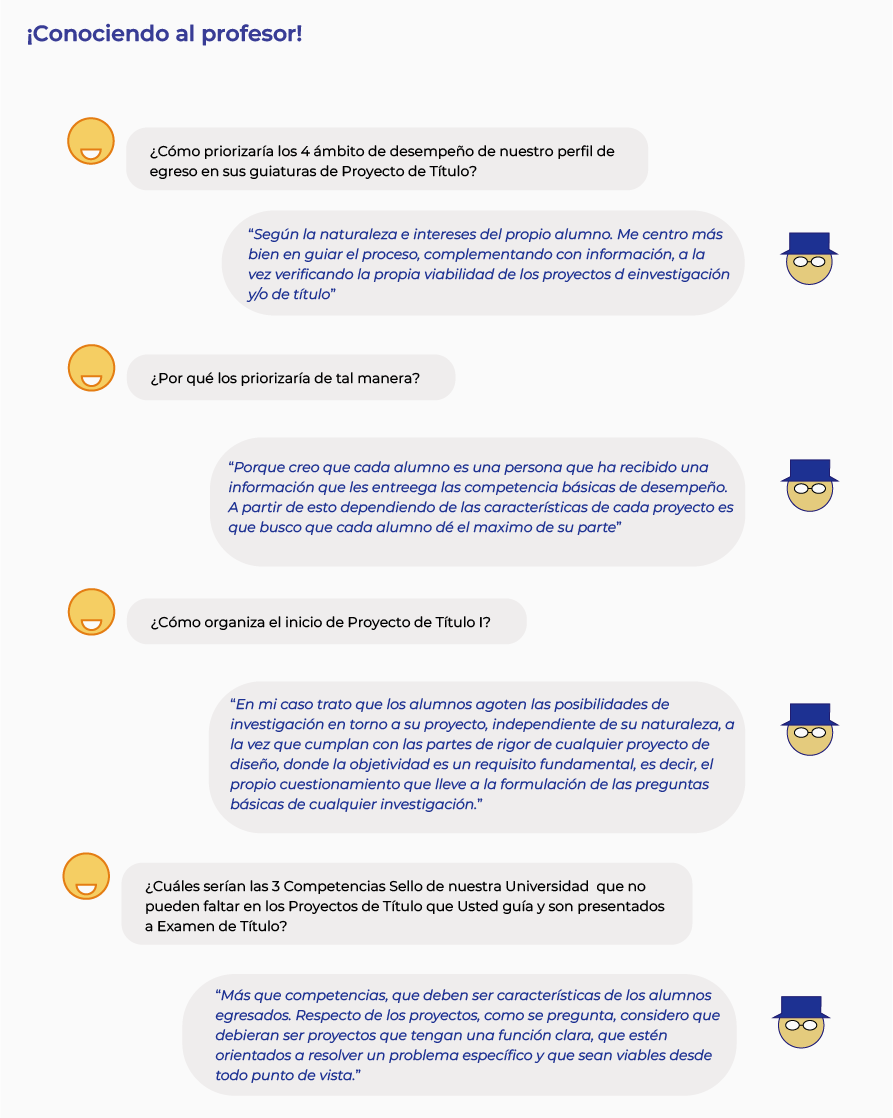 ¡Conociendo al profesor!
¿Cómo priorizaría los 4 ámbito de desempeño de nuestro perfil de
egreso en sus guiaturas de Proyecto de Título?
“Según la naturaleza e intereses del propio alumno. Me centro más
bien en guiar el proceso, complementando con información, a la
vez verificando la propia viabilidad de los proyectos d einvestigación
y/o de título”
¿Por qué los priorizaría de tal manera?
“Porque creo que cada alumno es una persona que ha recibido una
información que les entreega las competencia básicas de desempeño.
A partir de esto dependiendo de las características de cada proyecto es
que busco que cada alumno dé el maximo de su parte”
¿Cómo organiza el inicio de Proyecto de Título I?
“En mi caso trato que los alumnos agoten las posibilidades de
investigación en torno a su proyecto, independiente de su naturaleza, a
la vez que cumplan con las partes de rigor de cualquier proyecto de
diseño, donde la objetividad es un requisito fundamental, es decir, el
propio cuestionamiento que lleve a la formulación de las preguntas
básicas de cualquier investigación.”
¿Cuáles serían las 3 Competencias Sello de nuestra Universidad  que no
pueden faltar en los Proyectos de Título que Usted guía y son presentados
a Examen de Título?
“Más que competencias, que deben ser características de los alumnos
egresados. Respecto de los proyectos, como se pregunta, considero que
debieran ser proyectos que tengan una función clara, que estén
orientados a resolver un problema específico y que sean viables desde
todo punto de vista.”